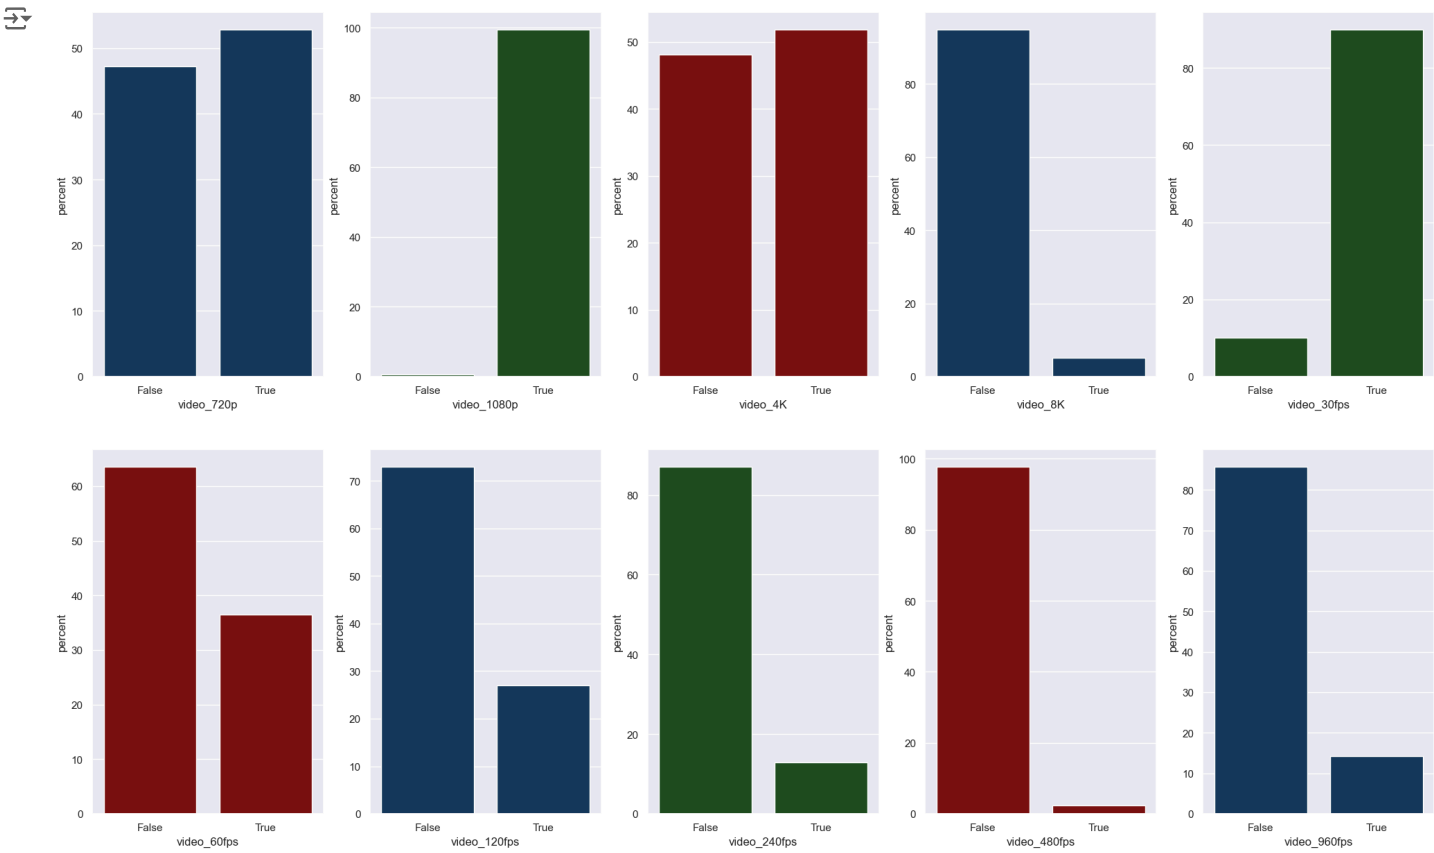 percent
50
40
30
20
10
0
False True
video_720p
percent
100
80
60
40
20
0
False True
video_1080p
percent
50
40
30
20
10
0
False True
video_4K
percent
80
60
40
20
0
False True
video_8K
percent
80
60
40
20
0
False True
video_30fps
percent
60
50
40
30
20
10
0
False True
video_60fps
percent
70
60
50
40
30
20
10
0
False True
video_120fps
percent
80
60
40
20
0
False True
video_240fps
percent
100
80
60
40
20
0
False True
video_480fps
percent
80
70
60
50
40
30
20
10
0
False True
video_960fps